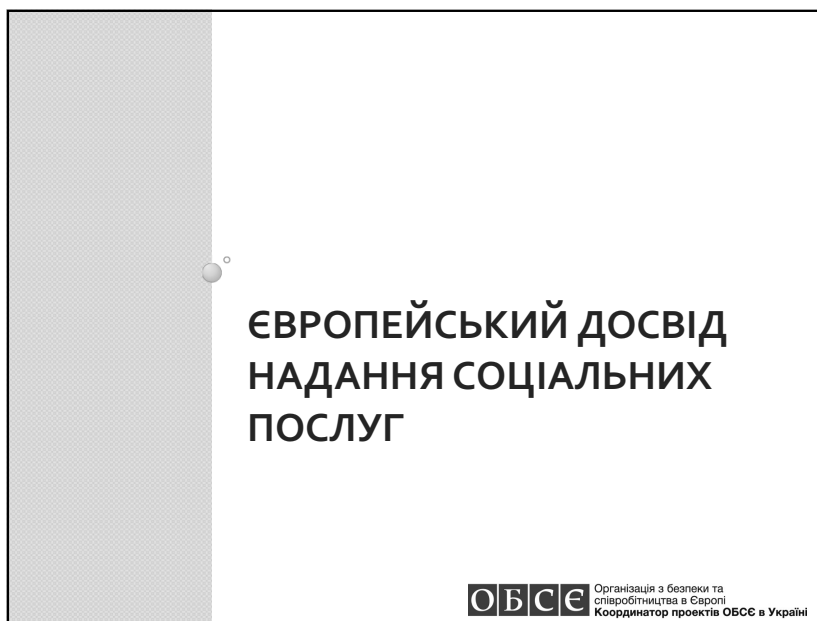 ЄВРОПЕЙСЬКИЙ ДОСВІД
НАДАННЯ СОЦІАЛЬНИХ
ПОСЛУГ
ОБСЄ
Організація з безпеки та
співробітництва в Європі
Координатор проектів ОБСЄ в Україні